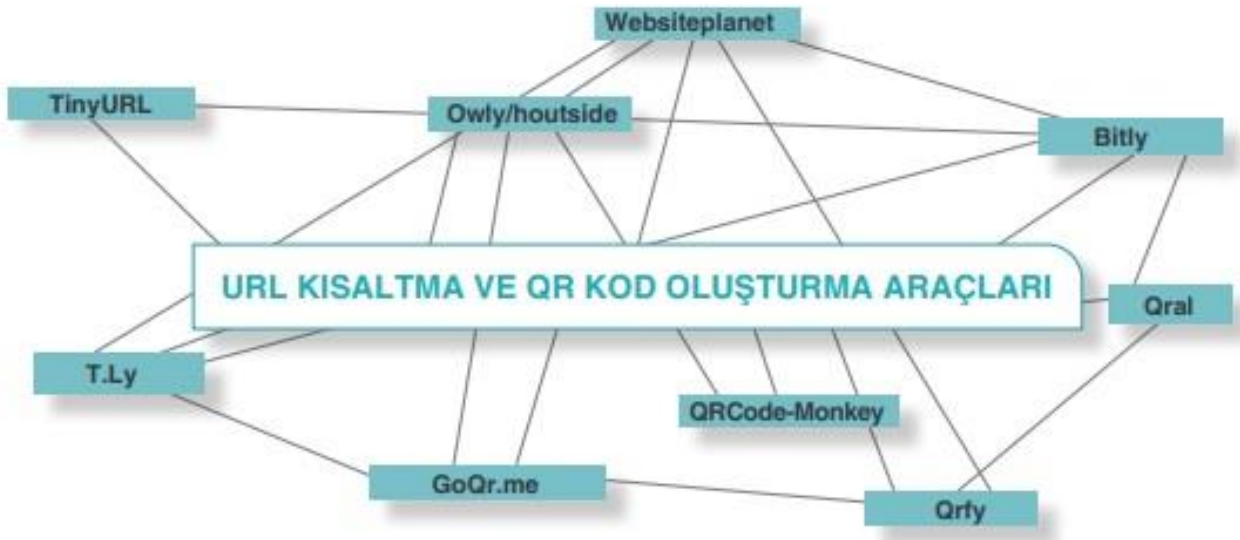 Websiteplanet
TinyURL
Owly/houtside
Bitly
URL KISALTMA VE QR KOD OLUŞTURMA ARAÇLARI
Qral
T.Ly
QRCode-Monkey
GoQr.me
Qrfy